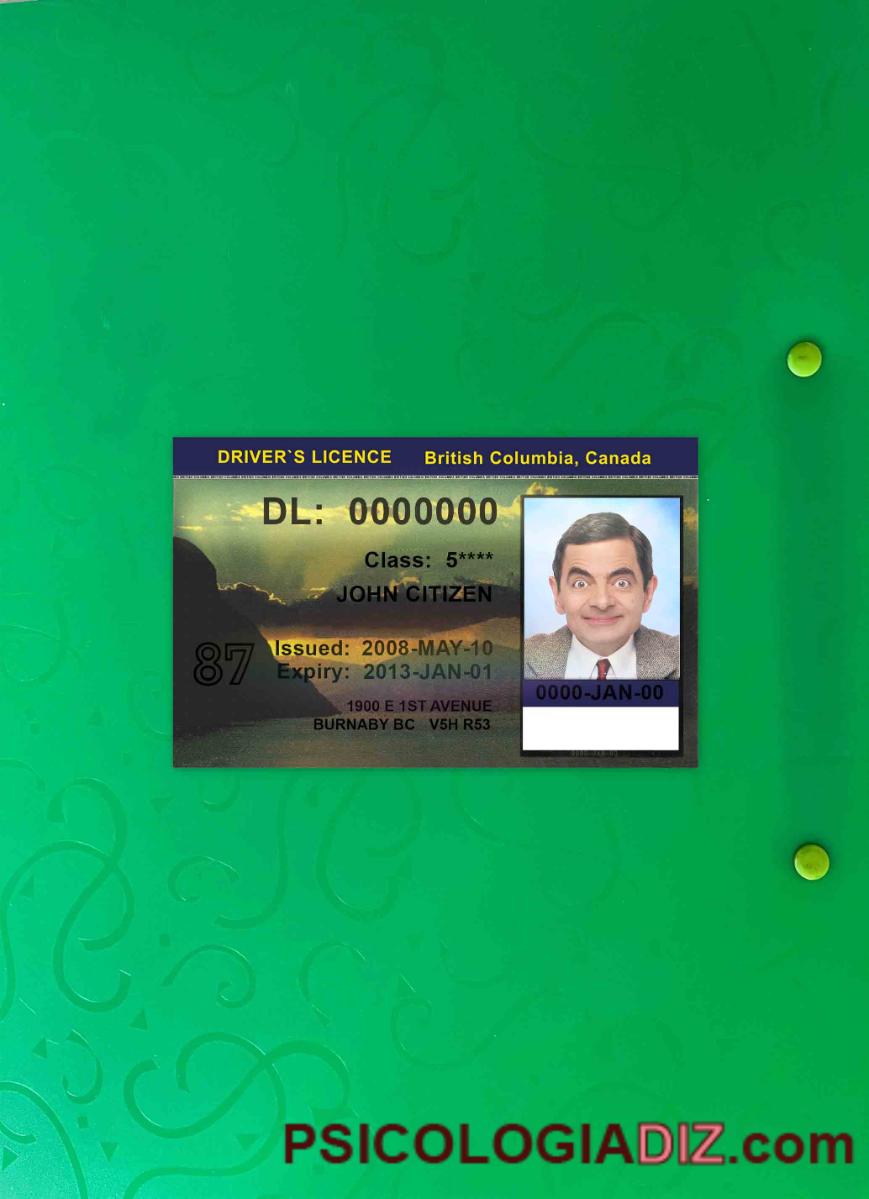 DRIVER`S LICENCE British Columbia, Canada
DL: 0000000
Class: 5****
JOHN CITIZEN
87
Issued: 2008-MAY-10
Expiry: 2013-JAN-01
1900 E 1ST AVENUE
BURNABY BC V5H R53
0000-JAN-00
PSICOLOGIADIZ.com